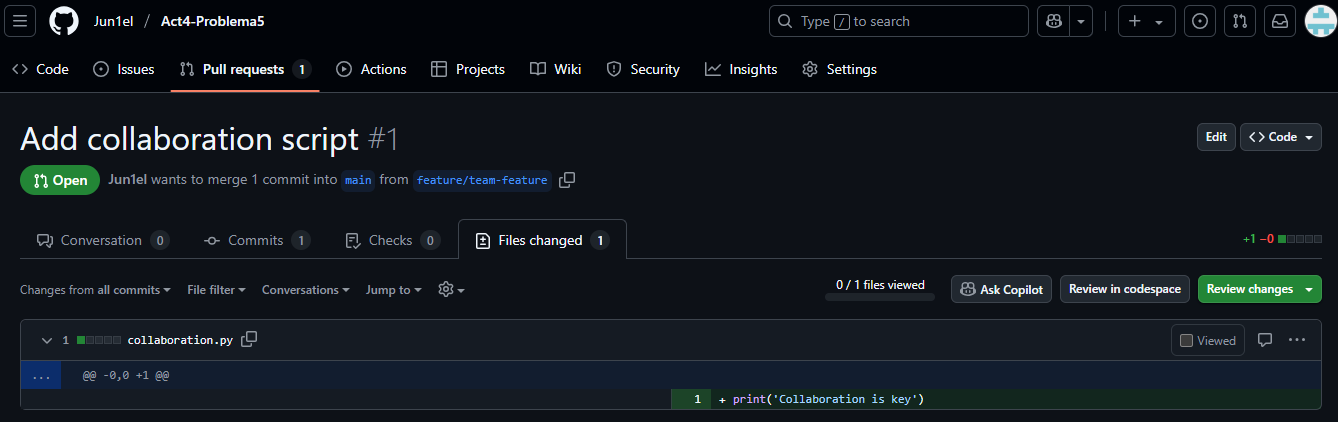 Jun1el / Act4-Problema5
Type / to search
Code Issues Pull requests 1 Actions Projects Wiki Security Insights Settings
Add collaboration script #1
Edit <> Code
Open Jun1el wants to merge 1 commit into main from feature/team-feature
Conversation 0 Commits 1 Checks 0 Files changed 1 +1 −0
Changes from all commits File filter Conversations Jump to 0 / 1 files viewed Ask Copilot Review in codespace Review changes
1 collaboration.py Viewed
... @@ -0,0 +1 @@
1 + print('Collaboration is key')